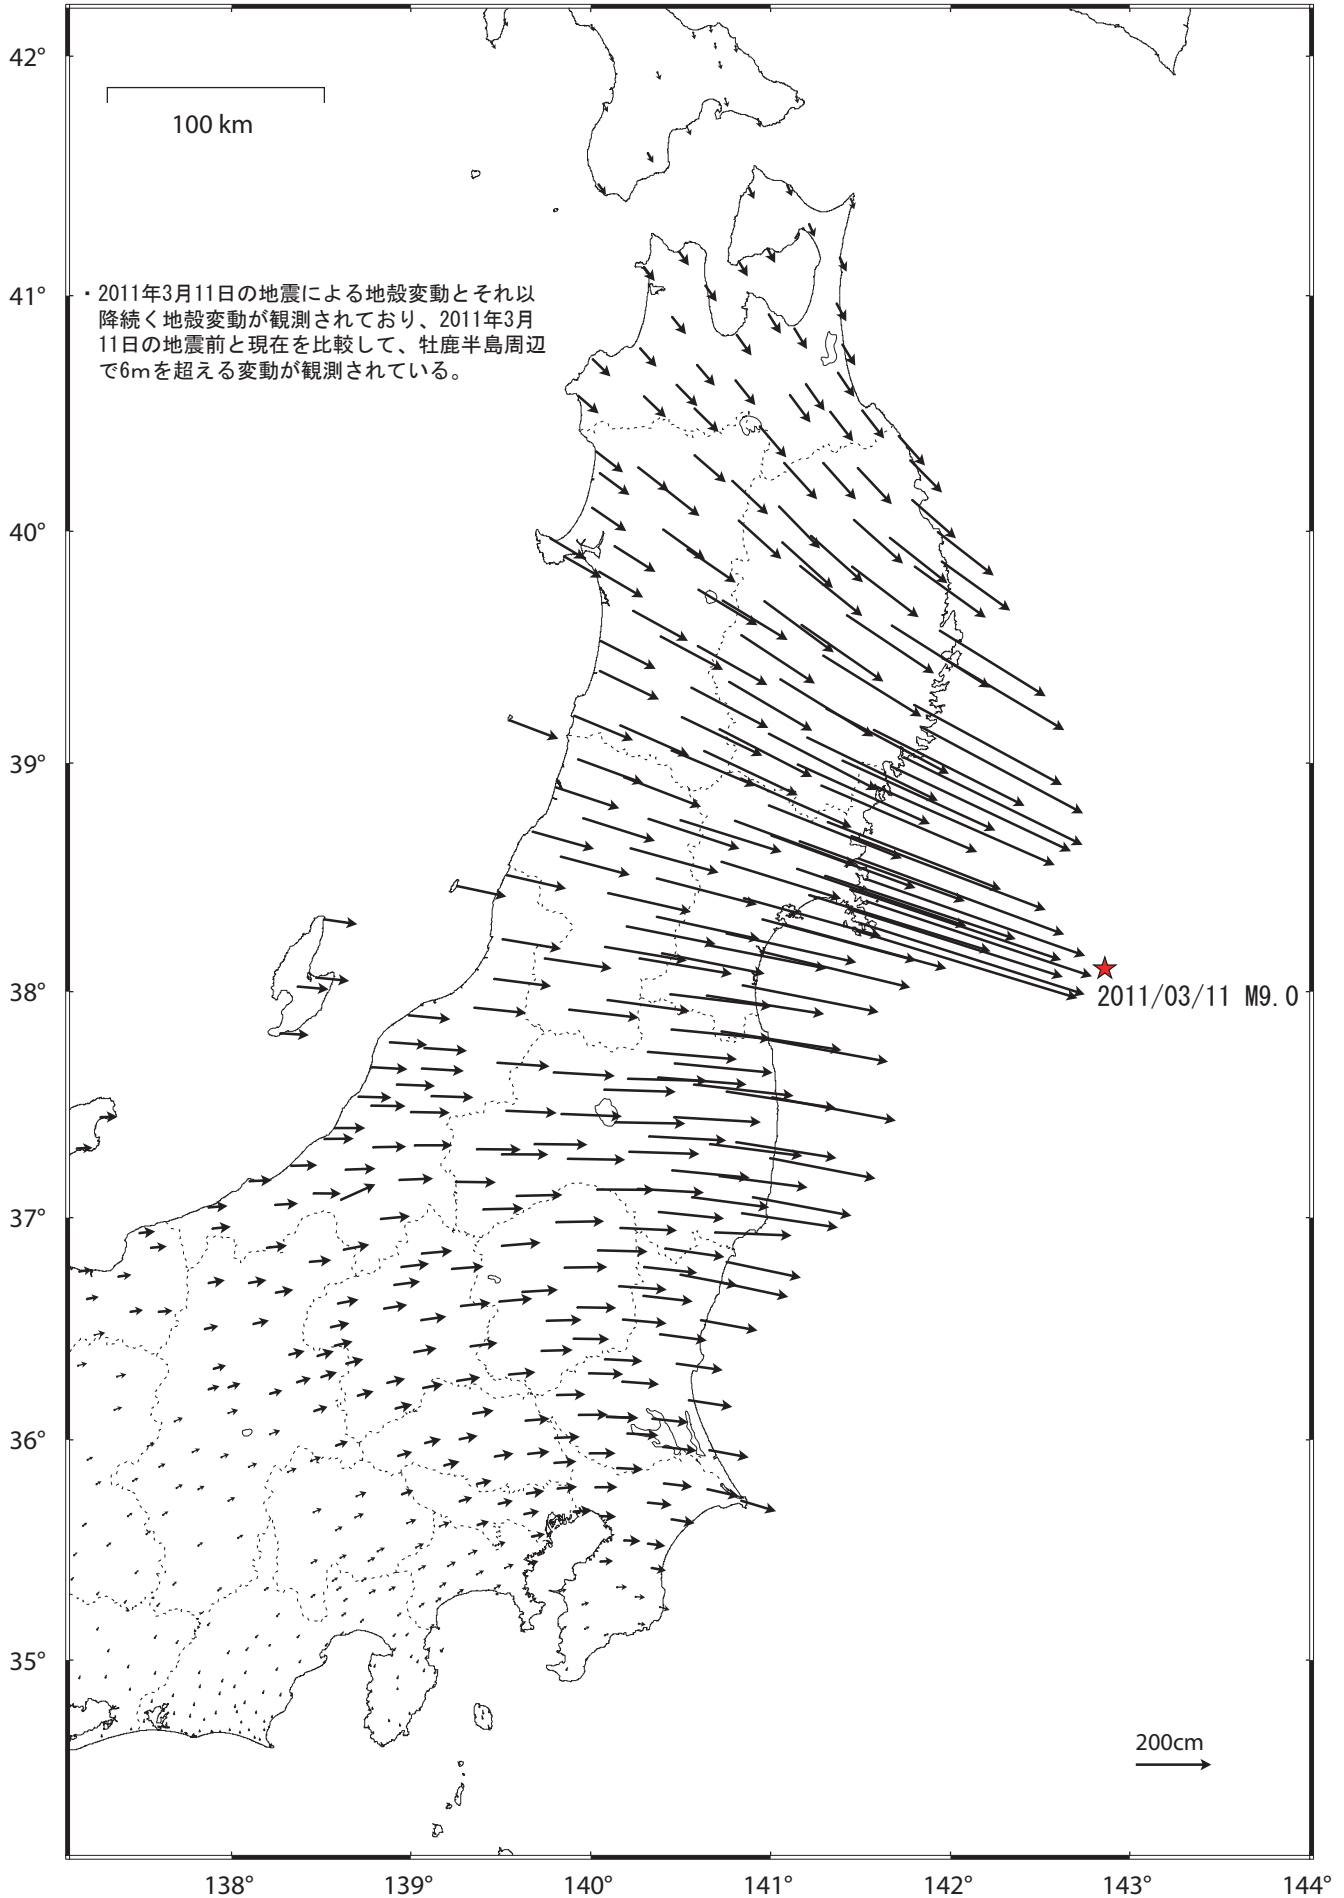 42°
100 km
41°
・2011年3月11日の地震による地殻変動とそれ以
降続く地殻変動が観測されており、2011年3月
11日の地震前と現在を比較して、牡鹿半島周辺
で6mを超える変動が観測されている。
40°
39°
38°
2011/03/11 M9.0
37°
36°
35°
200cm
138°
139°
140°
141°
142°
143°
144°